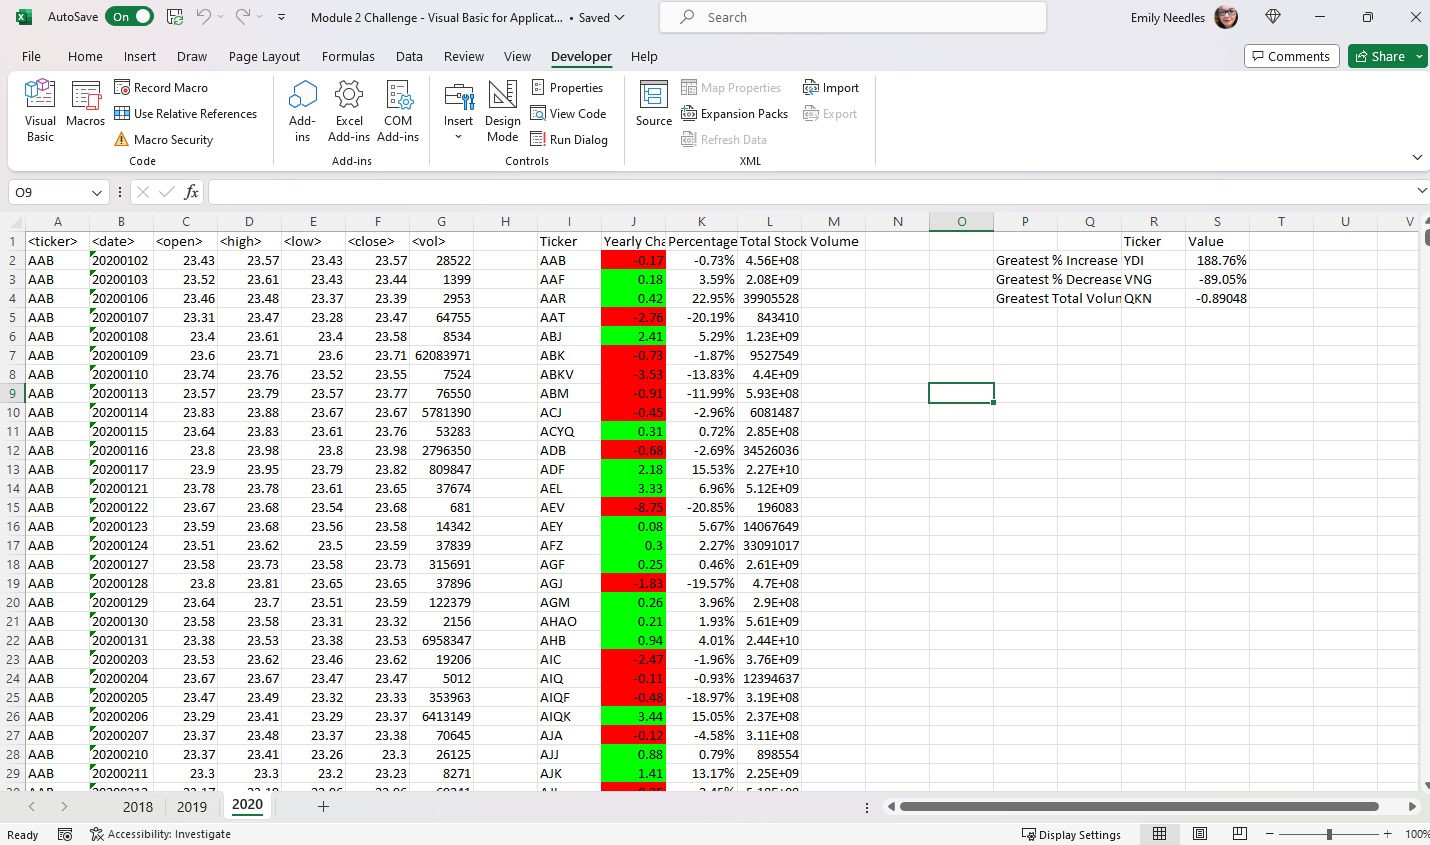 AutoSave On Module 2 Challenge - Visual Basic for Applicat... • Saved Search Emily Needles
File Home Insert Draw Page Layout Formulas Data Review View Developer Help Comments Share
Visual Basic
Macros
Record Macro
Use Relative References
Macro Security
Code
Add-ins
Excel Add-ins
COM Add-ins
Add-ins
Insert
Design Mode
Properties
View Code
Run Dialog
Controls
Source
Map Properties
Expansion Packs
Refresh Data
Import
Export
XML
O9 fx
A B C D E F G H I J K L M N O P Q R S T U V
1 <ticker> <date> <open> <high> <low> <close> <vol> Ticker Yearly Cha Percentage Total Stock Volume Ticker Value
2 AAB 20200102 23.43 23.57 23.43 23.57 28522 AAB -0.17 -0.73% 4.56E+08 Greatest % Increase YDI 188.76%
3 AAB 20200103 23.52 23.61 23.43 23.44 1399 AAF 0.18 3.59% 2.08E+09 Greatest % Decrease VNG -89.05%
4 AAB 20200106 23.46 23.48 23.37 23.39 2953 AAR 0.42 22.95% 39905528 Greatest Total Volun QKN -0.89048
5 AAB 20200107 23.31 23.47 23.28 23.47 64755 AAT -2.76 -20.19% 843410
6 AAB 20200108 23.4 23.61 23.4 23.58 8534 ABJ 2.41 5.29% 1.23E+09
7 AAB 20200109 23.6 23.71 23.6 23.71 62083971 ABK -0.73 -1.87% 9527549
8 AAB 20200110 23.74 23.76 23.52 23.55 7524 ABKV -3.53 -13.83% 4.4E+09
9 AAB 20200113 23.57 23.79 23.57 23.77 76550 ABM -0.91 -11.99% 5.93E+08
10 AAB 20200114 23.83 23.88 23.67 23.67 5781390 ACJ -0.45 -2.96% 6081487
11 AAB 20200115 23.64 23.83 23.61 23.76 53283 ACYQ 0.31 0.72% 2.85E+08
12 AAB 20200116 23.8 23.98 23.8 23.98 2796350 ADB -0.68 -2.69% 34526036
13 AAB 20200117 23.9 23.95 23.79 23.82 809847 ADF 2.18 15.53% 2.27E+10
14 AAB 20200121 23.78 23.78 23.61 23.65 37674 AEL 3.33 6.96% 5.12E+09
15 AAB 20200122 23.67 23.68 23.54 23.68 681 AEV -8.75 -20.85% 196083
16 AAB 20200123 23.59 23.68 23.56 23.58 14342 AEY 0.08 5.67% 14067649
17 AAB 20200124 23.51 23.62 23.5 23.59 37839 AFZ 0.3 2.27% 33091017
18 AAB 20200127 23.58 23.73 23.58 23.73 315691 AGF 0.25 0.46% 2.61E+09
19 AAB 20200128 23.8 23.81 23.65 23.65 37896 AGJ -1.83 -19.57% 4.7E+08
20 AAB 20200129 23.64 23.7 23.51 23.59 122379 AGM 0.26 3.96% 2.9E+08
21 AAB 20200130 23.58 23.58 23.31 23.32 2156 AHAO 0.21 1.93% 5.61E+09
22 AAB 20200131 23.38 23.53 23.38 23.53 6958347 AHB 0.94 4.01% 2.44E+10
23 AAB 20200203 23.53 23.62 23.46 23.62 19206 AIC -2.47 -1.96% 3.76E+09
24 AAB 20200204 23.67 23.67 23.47 23.47 5012 AIQ -0.11 -0.93% 12394637
25 AAB 20200205 23.47 23.49 23.32 23.33 353963 AIQF -0.48 -18.97% 3.19E+08
26 AAB 20200206 23.29 23.41 23.29 23.37 6413149 AIQK 3.44 15.05% 2.37E+08
27 AAB 20200207 23.37 23.48 23.37 23.38 70645 AJA -0.12 -4.58% 3.11E+08
28 AAB 20200210 23.37 23.41 23.26 23.3 26125 AJJ 0.88 0.79% 898554
29 AAB 20200211 23.3 23.3 23.2 23.23 8271 AJK 1.41 13.17% 2.25E+09
2018 2019 2020
Ready Accessibility: Investigate Display Settings 100%